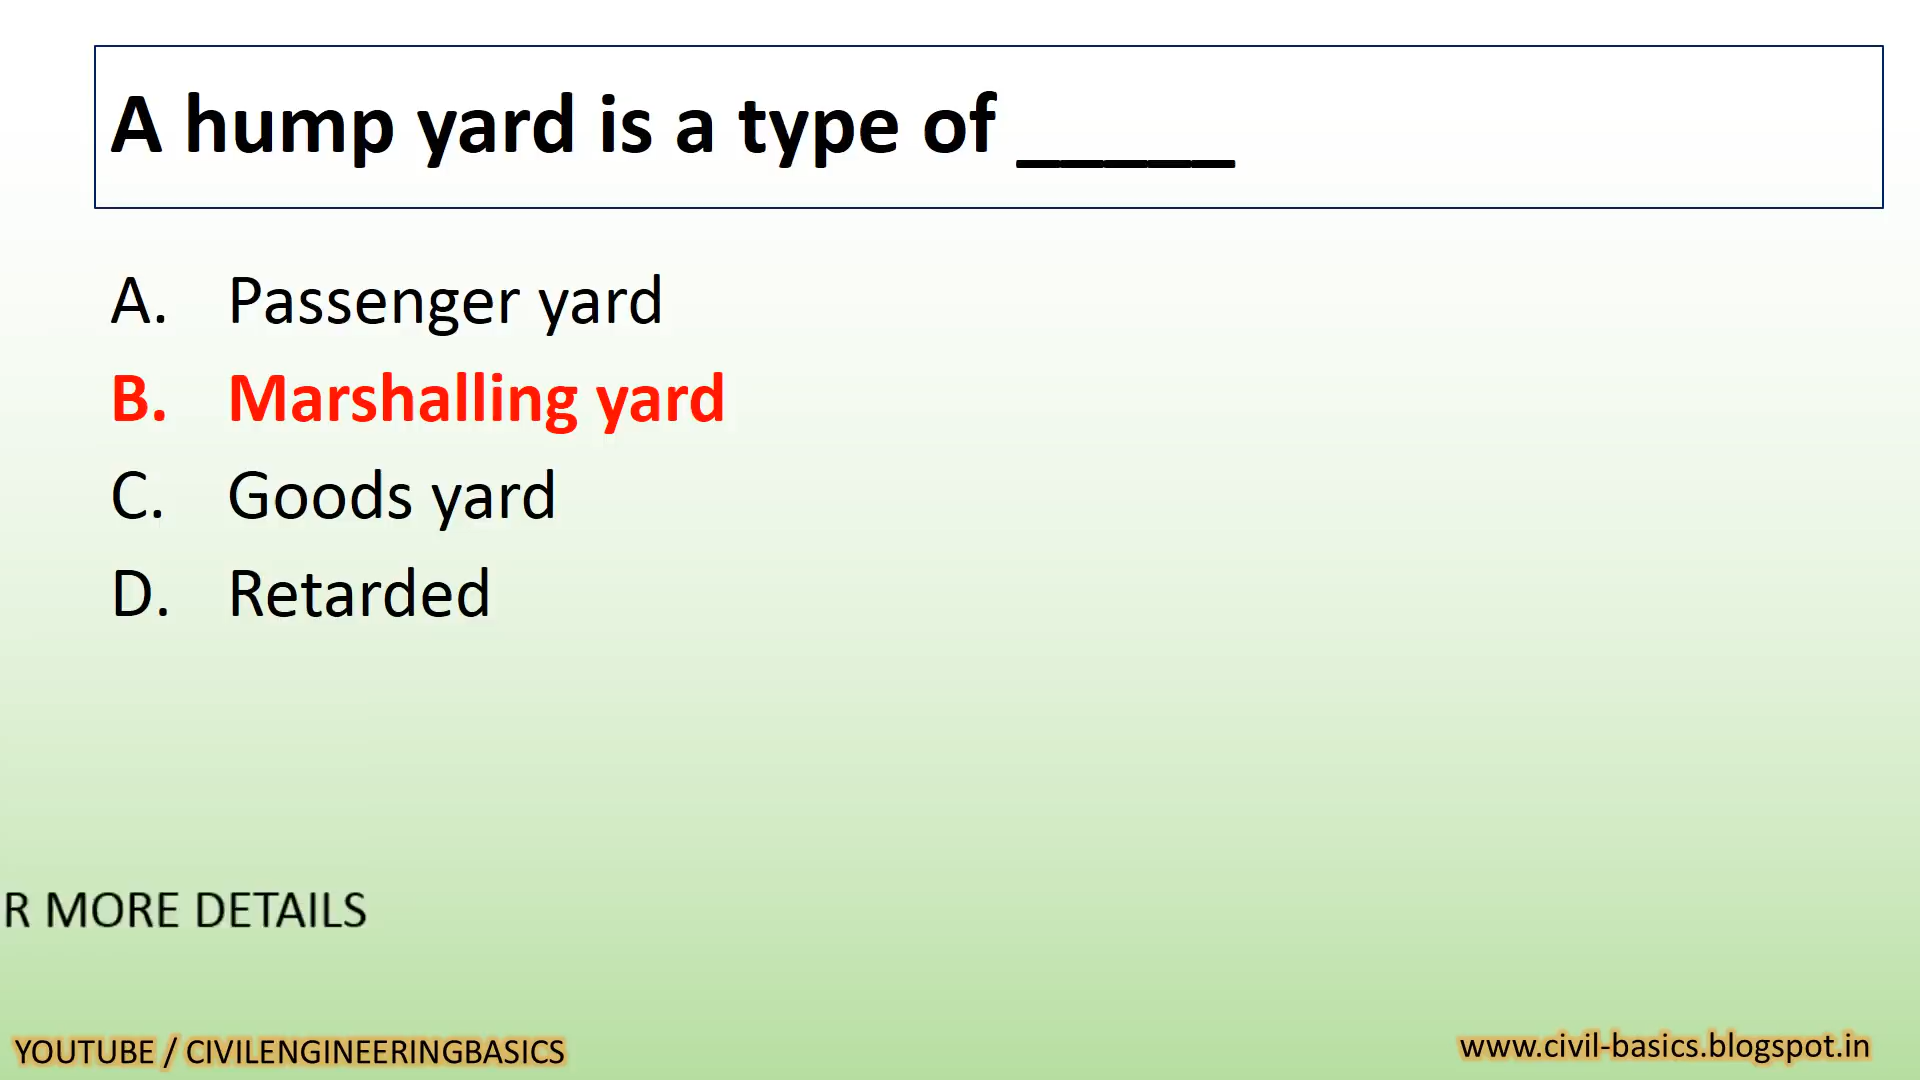 A hump yard is a type of _____
A. Passenger yard
B. Marshalling yard
C. Goods yard
D. Retarded
R MORE DETAILS
YOUTUBE / CIVILENGINEERINGBASICS
www.civil-basics.blogspot.in